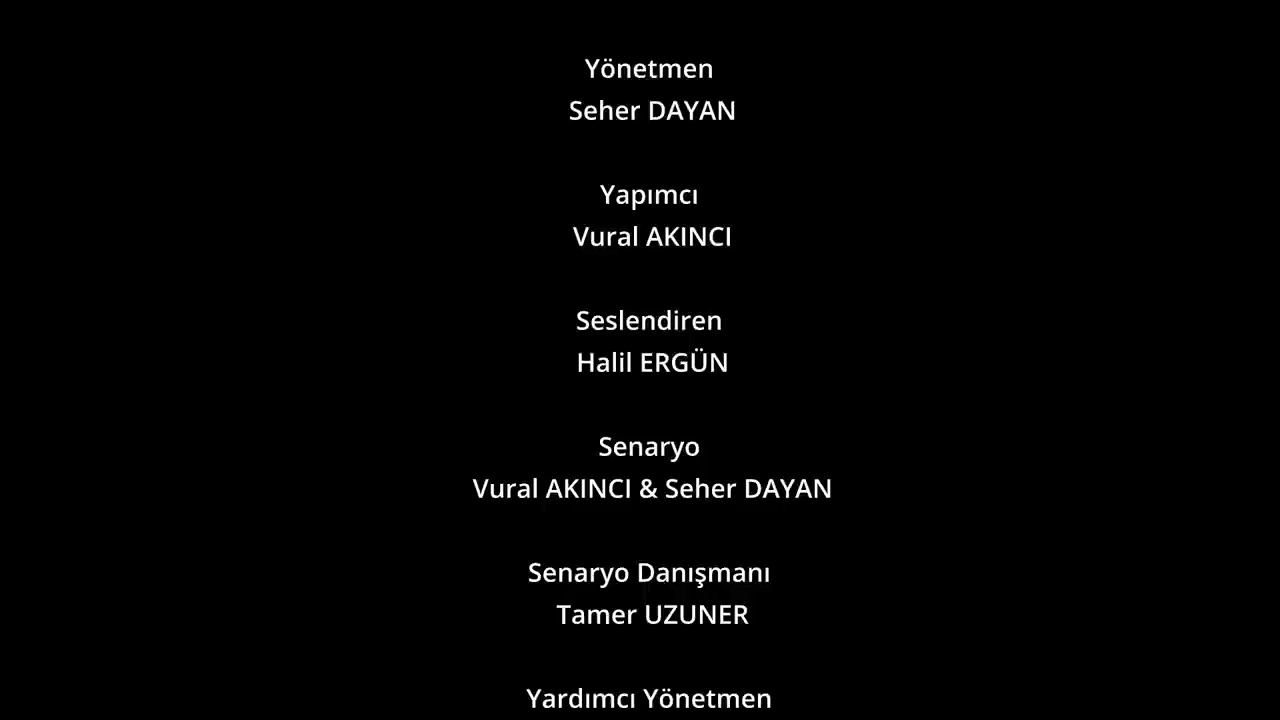 Yönetmen
Seher DAYAN
Yapımcı
Vural AKINCI
Seslendiren
Halil ERGÜN
Senaryo
Vural AKINCI & Seher DAYAN
Senaryo Danışmanı
Tamer UZUNER
Yardımcı Yönetmen